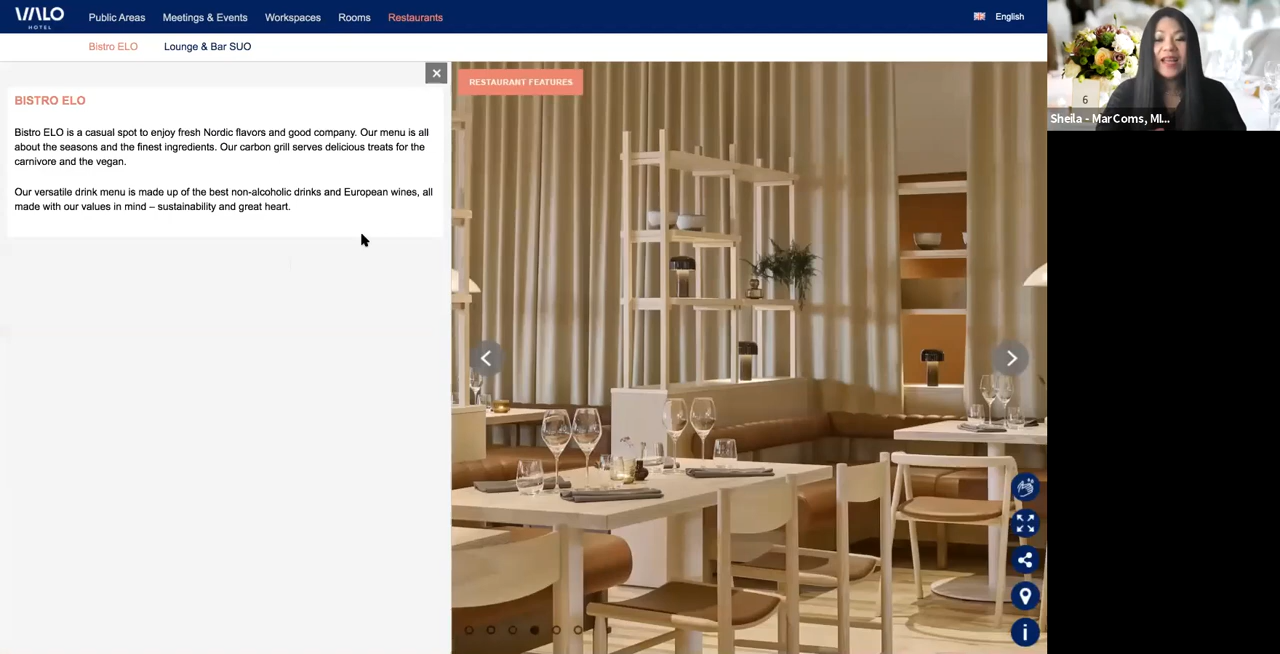 VALO
HOTEL
Public Areas
Meetings & Events
Workspaces
Rooms
Restaurants
English
Bistro ELO
Lounge & Bar SUO
RESTAURANT FEATURES
BISTRO ELO
Bistro ELO is a casual spot to enjoy fresh Nordic flavors and good company. Our menu is all
about the seasons and the finest ingredients. Our carbon grill serves delicious treats for the
carnivore and the vegan.
Our versatile drink menu is made up of the best non-alcoholic drinks and European wines, all
made with our values in mind – sustainability and great heart.
6
Sheila - MarComs, MI...